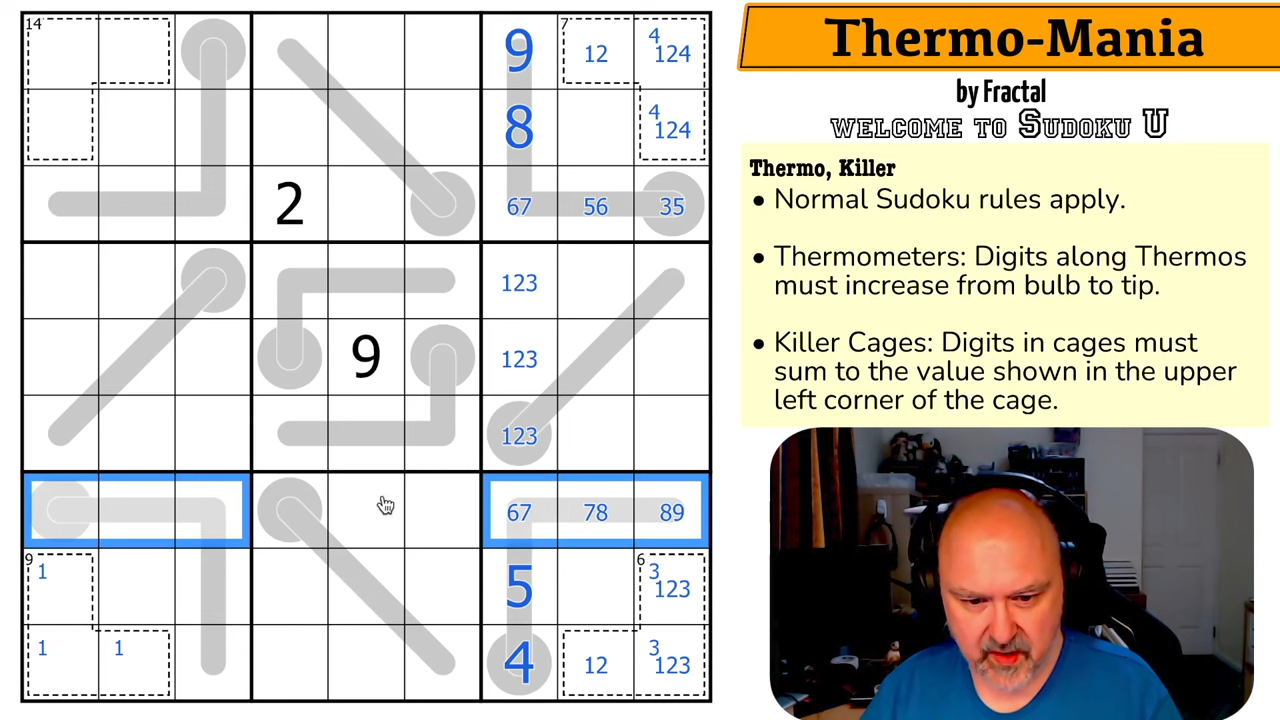 Thermo-Mania
by Fractal
WELCOME TO SUDOKU U
Thermo, Killer
• Normal Sudoku rules apply.
• Thermometers: Digits along Thermos
must increase from bulb to tip.
• Killer Cages: Digits in cages must
sum to the value shown in the upper
left corner of the cage.
14 9 7 12 4 124
8 4 124
2 67 56 35
123
9 123
123
67 78 89
9 1 5 6 3 123
1 1 4 12 3 123